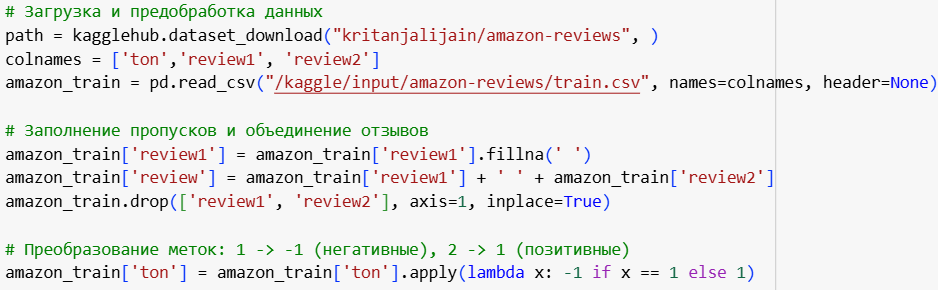 # Загрузка и предобработка данных
path = kagglehub.dataset_download("kritanjalijain/amazon-reviews", )
colnames = ['ton','review1', 'review2']
amazon_train = pd.read_csv("/kaggle/input/amazon-reviews/train.csv", names=colnames, header=None)
# Заполнение пропусков и объединение отзывов
amazon_train['review1'] = amazon_train['review1'].fillna(' ')
amazon_train['review'] = amazon_train['review1'] + ' ' + amazon_train['review2']
amazon_train.drop(['review1', 'review2'], axis=1, inplace=True)
# Преобразование меток: 1 -> -1 (негативные), 2 -> 1 (позитивные)
amazon_train['ton'] = amazon_train['ton'].apply(lambda x: -1 if x == 1 else 1)